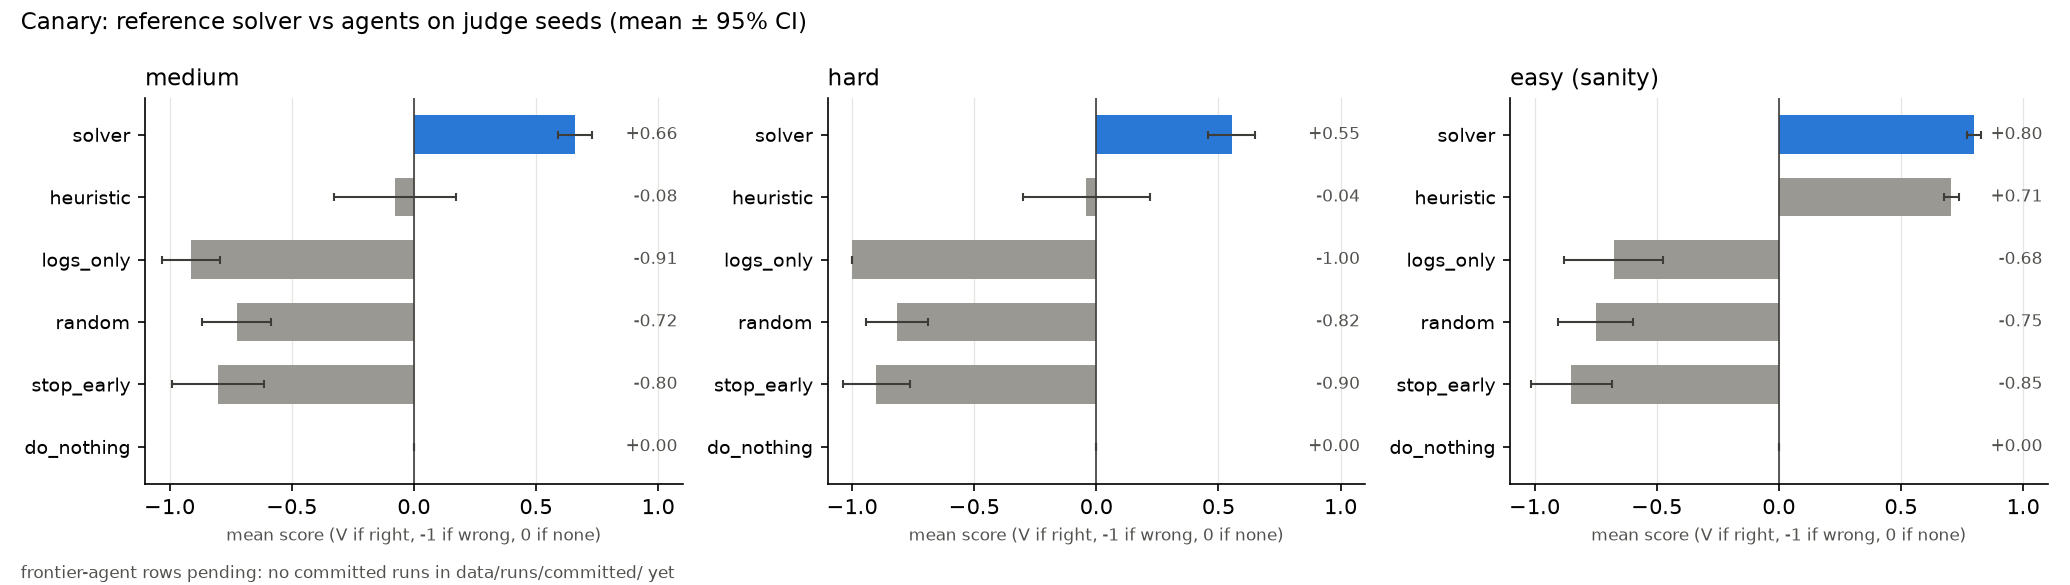 Canary: reference solver vs agents on judge seeds (mean ± 95% CI)
medium
solver +0.66
heuristic -0.08
logs_only -0.91
random -0.72
stop_early -0.80
do_nothing +0.00
−1.0 −0.5 0.0 0.5 1.0
mean score (V if right, -1 if wrong, 0 if none)
hard
solver +0.55
heuristic -0.04
logs_only -1.00
random -0.82
stop_early -0.90
do_nothing +0.00
−1.0 −0.5 0.0 0.5 1.0
mean score (V if right, -1 if wrong, 0 if none)
easy (sanity)
solver +0.80
heuristic +0.71
logs_only -0.68
random -0.75
stop_early -0.85
do_nothing +0.00
−1.0 −0.5 0.0 0.5 1.0
mean score (V if right, -1 if wrong, 0 if none)
frontier-agent rows pending: no committed runs in data/runs/committed/ yet